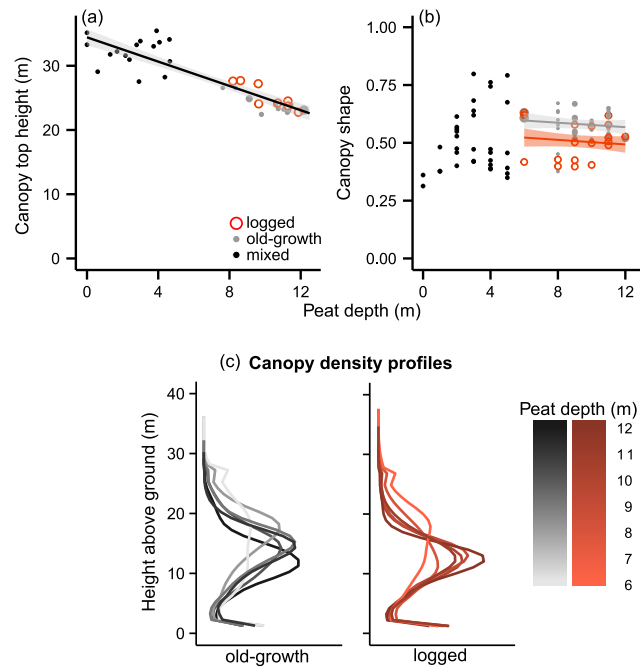 (a)
(b)
Canopy top height (m)
30
20
10
0
logged
old-growth
mixed
0
4
8
12
Canopy shape
1.00
0.75
0.50
0.25
0.00
0
4
8
12
Peat depth (m)
(c) Canopy density profiles
Height above ground (m)
40
30
20
10
0
old-growth
logged
Peat depth (m)
12
11
10
9
8
7
6